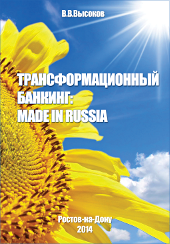 В.В.Высоков
ТРАНСФОРМАЦИОННЫЙ
БАНКИНГ:
MADE IN RUSSIA
Ростов-на-Дону
2014